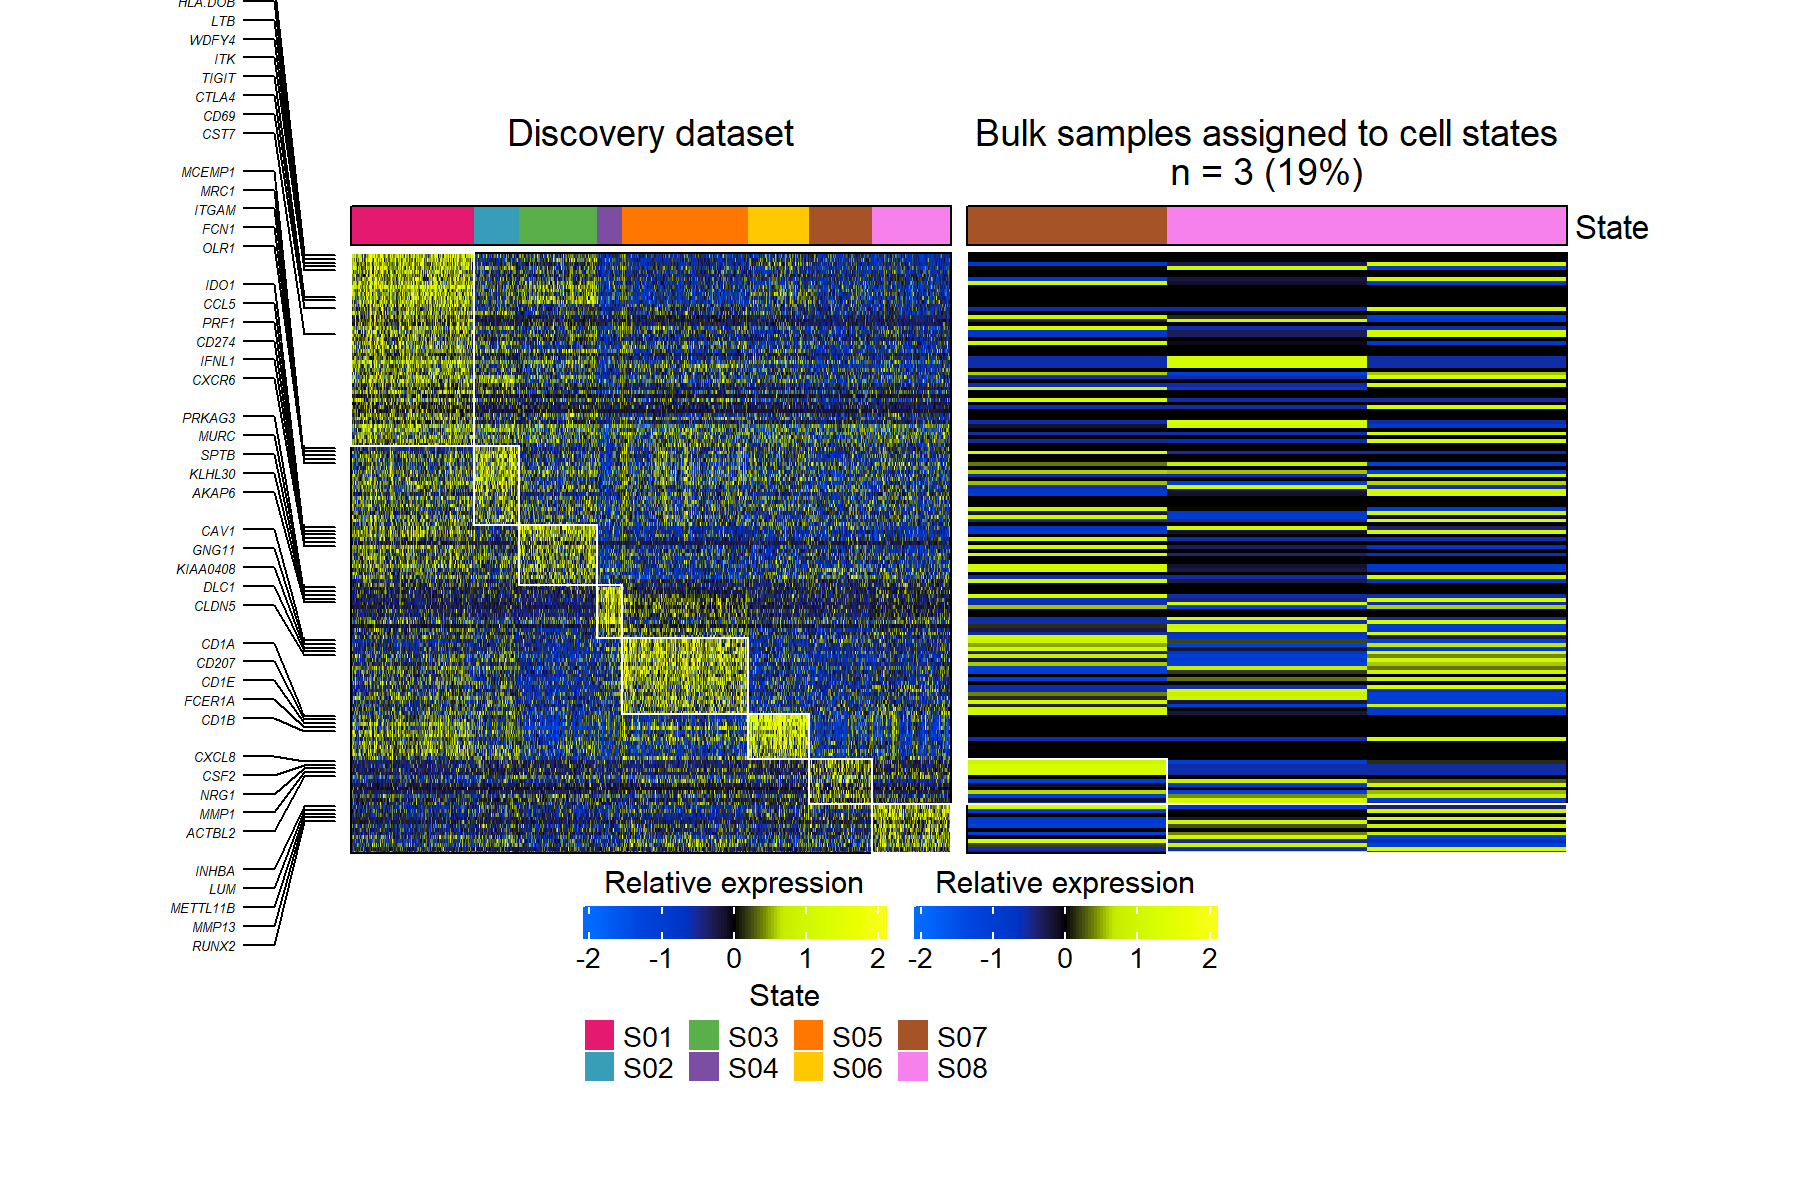 HLA.DOB
LTB
WDFY4
ITK
TIGIT
CTLA4
CD69
CST7
MCEMP1
MRC1
ITGAM
FCN1
OLR1
IDO1
CCL5
PRF1
CD274
IFNL1
CXCR6
PRKAG3
MURC
SPTB
KLHL30
AKAP6
CAV1
GNG11
KIAA0408
DLC1
CLDN5
CD1A
CD207
CD1E
FCER1A
CD1B
CXCL8
CSF2
NRG1
MMP1
ACTBL2
INHBA
LUM
METTL11B
MMP13
RUNX2
Discovery dataset
Bulk samples assigned to cell states
n = 3 (19%)
State
Relative expression
-2 -1 0 1 2
Relative expression
-2 -1 0 1 2
State
S01 S03 S05 S07
S02 S04 S06 S08